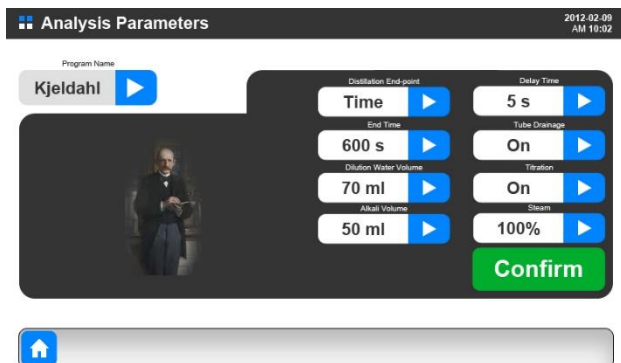 Analysis Parameters
2012-02-09
AM 10:02
Program Name
Kjeldahl
Distillation End-point
Time
Delay Time
5 s
End Time
600 s
Tube Drainage
On
Dilution Water Volume
70 ml
Titration
On
Alkali Volume
50 ml
Steam
100%
Confirm